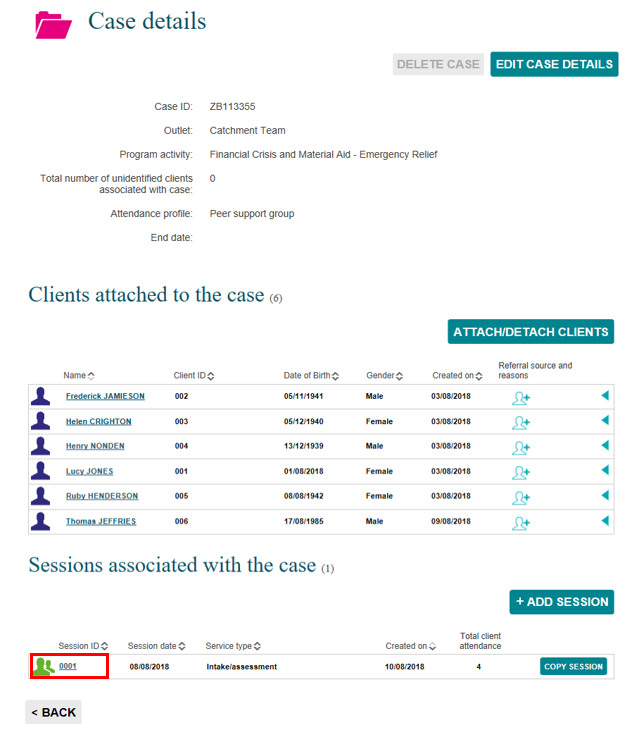 Case details
DELETE CASE EDIT CASE DETAILS
Case ID: ZB113355
Outlet: Catchment Team
Program activity: Financial Crisis and Material Aid - Emergency Relief
Total number of unidentified clients 0
associated with case:
Attendance profile: Peer support group
End date:
Clients attached to the case (6)
ATTACH/DETACH CLIENTS
Name Client ID Date of Birth Gender Created on Referral source and
reasons
Frederick JAMIESON 002 05/11/1941 Male 03/08/2018
Helen CRIGHTON 003 05/12/1940 Female 03/08/2018
Henry NONDEN 004 13/12/1939 Male 03/08/2018
Lucy JONES 001 01/08/2018 Female 03/08/2018
Ruby HENDERSON 005 08/08/1942 Female 03/08/2018
Thomas JEFFRIES 006 17/08/1985 Male 09/08/2018
Sessions associated with the case (1)
+ ADD SESSION
Total client
Session ID Session date Service type Created on attendance
0001 08/08/2018 Intake/assessment 10/08/2018 4 COPY SESSION
< BACK